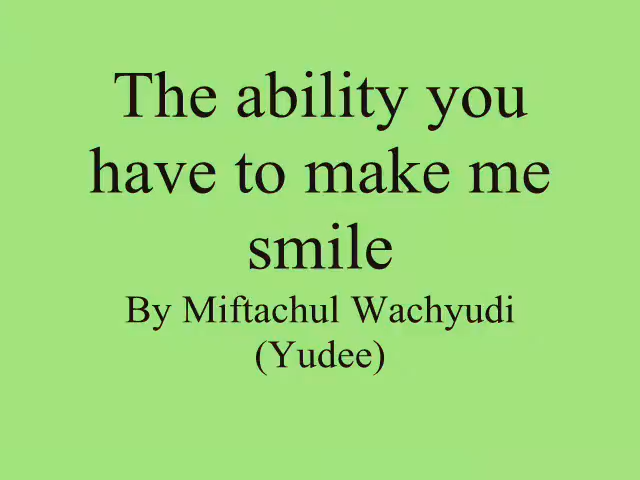 The ability you
have to make me
smile
By Miftachul Wachyudi
(Yudee)